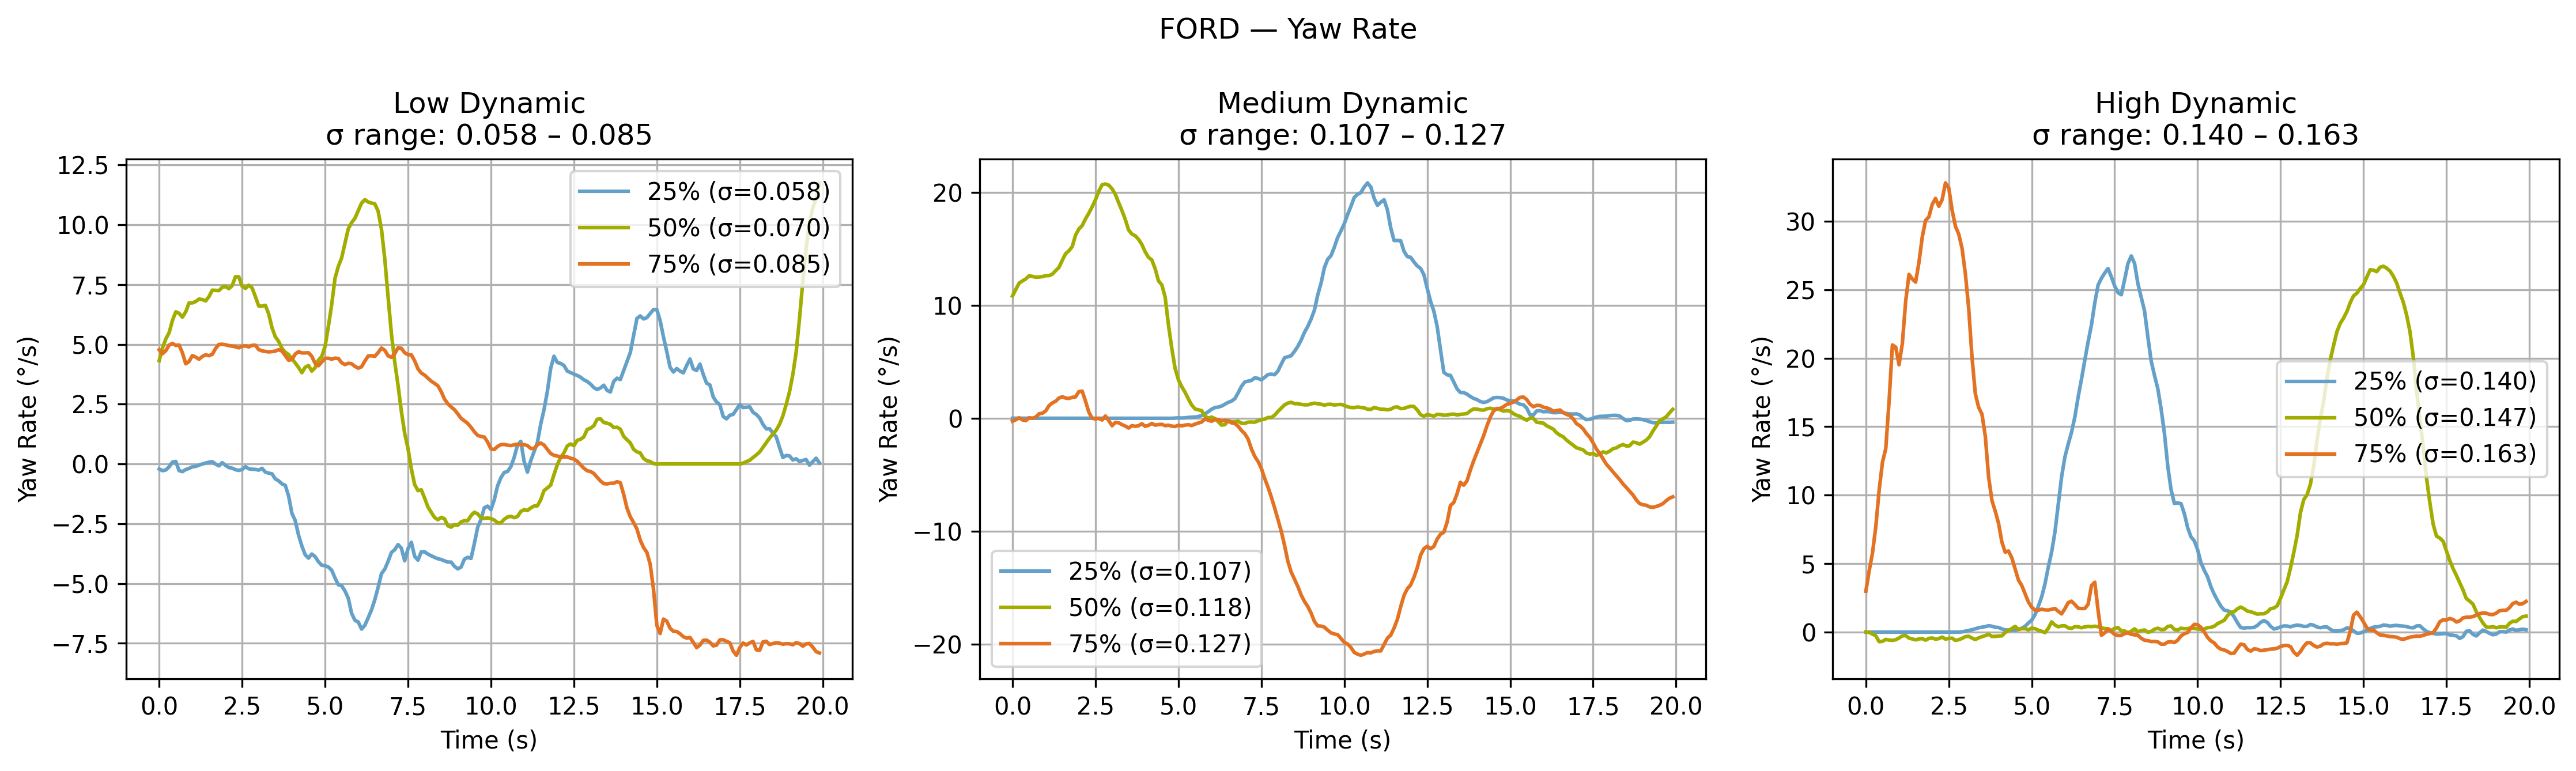 FORD — Yaw Rate
Low Dynamic
σ range: 0.058 – 0.085
12.5
10.0
7.5
5.0
2.5
0.0
−2.5
−5.0
−7.5
Yaw Rate (°/s)
25% (σ=0.058)
50% (σ=0.070)
75% (σ=0.085)
0.0 2.5 5.0 7.5 10.0 12.5 15.0 17.5 20.0
Time (s)
Medium Dynamic
σ range: 0.107 – 0.127
20
10
0
−10
−20
Yaw Rate (°/s)
25% (σ=0.107)
50% (σ=0.118)
75% (σ=0.127)
0.0 2.5 5.0 7.5 10.0 12.5 15.0 17.5 20.0
Time (s)
High Dynamic
σ range: 0.140 – 0.163
30
25
20
15
10
5
0
Yaw Rate (°/s)
25% (σ=0.140)
50% (σ=0.147)
75% (σ=0.163)
0.0 2.5 5.0 7.5 10.0 12.5 15.0 17.5 20.0
Time (s)